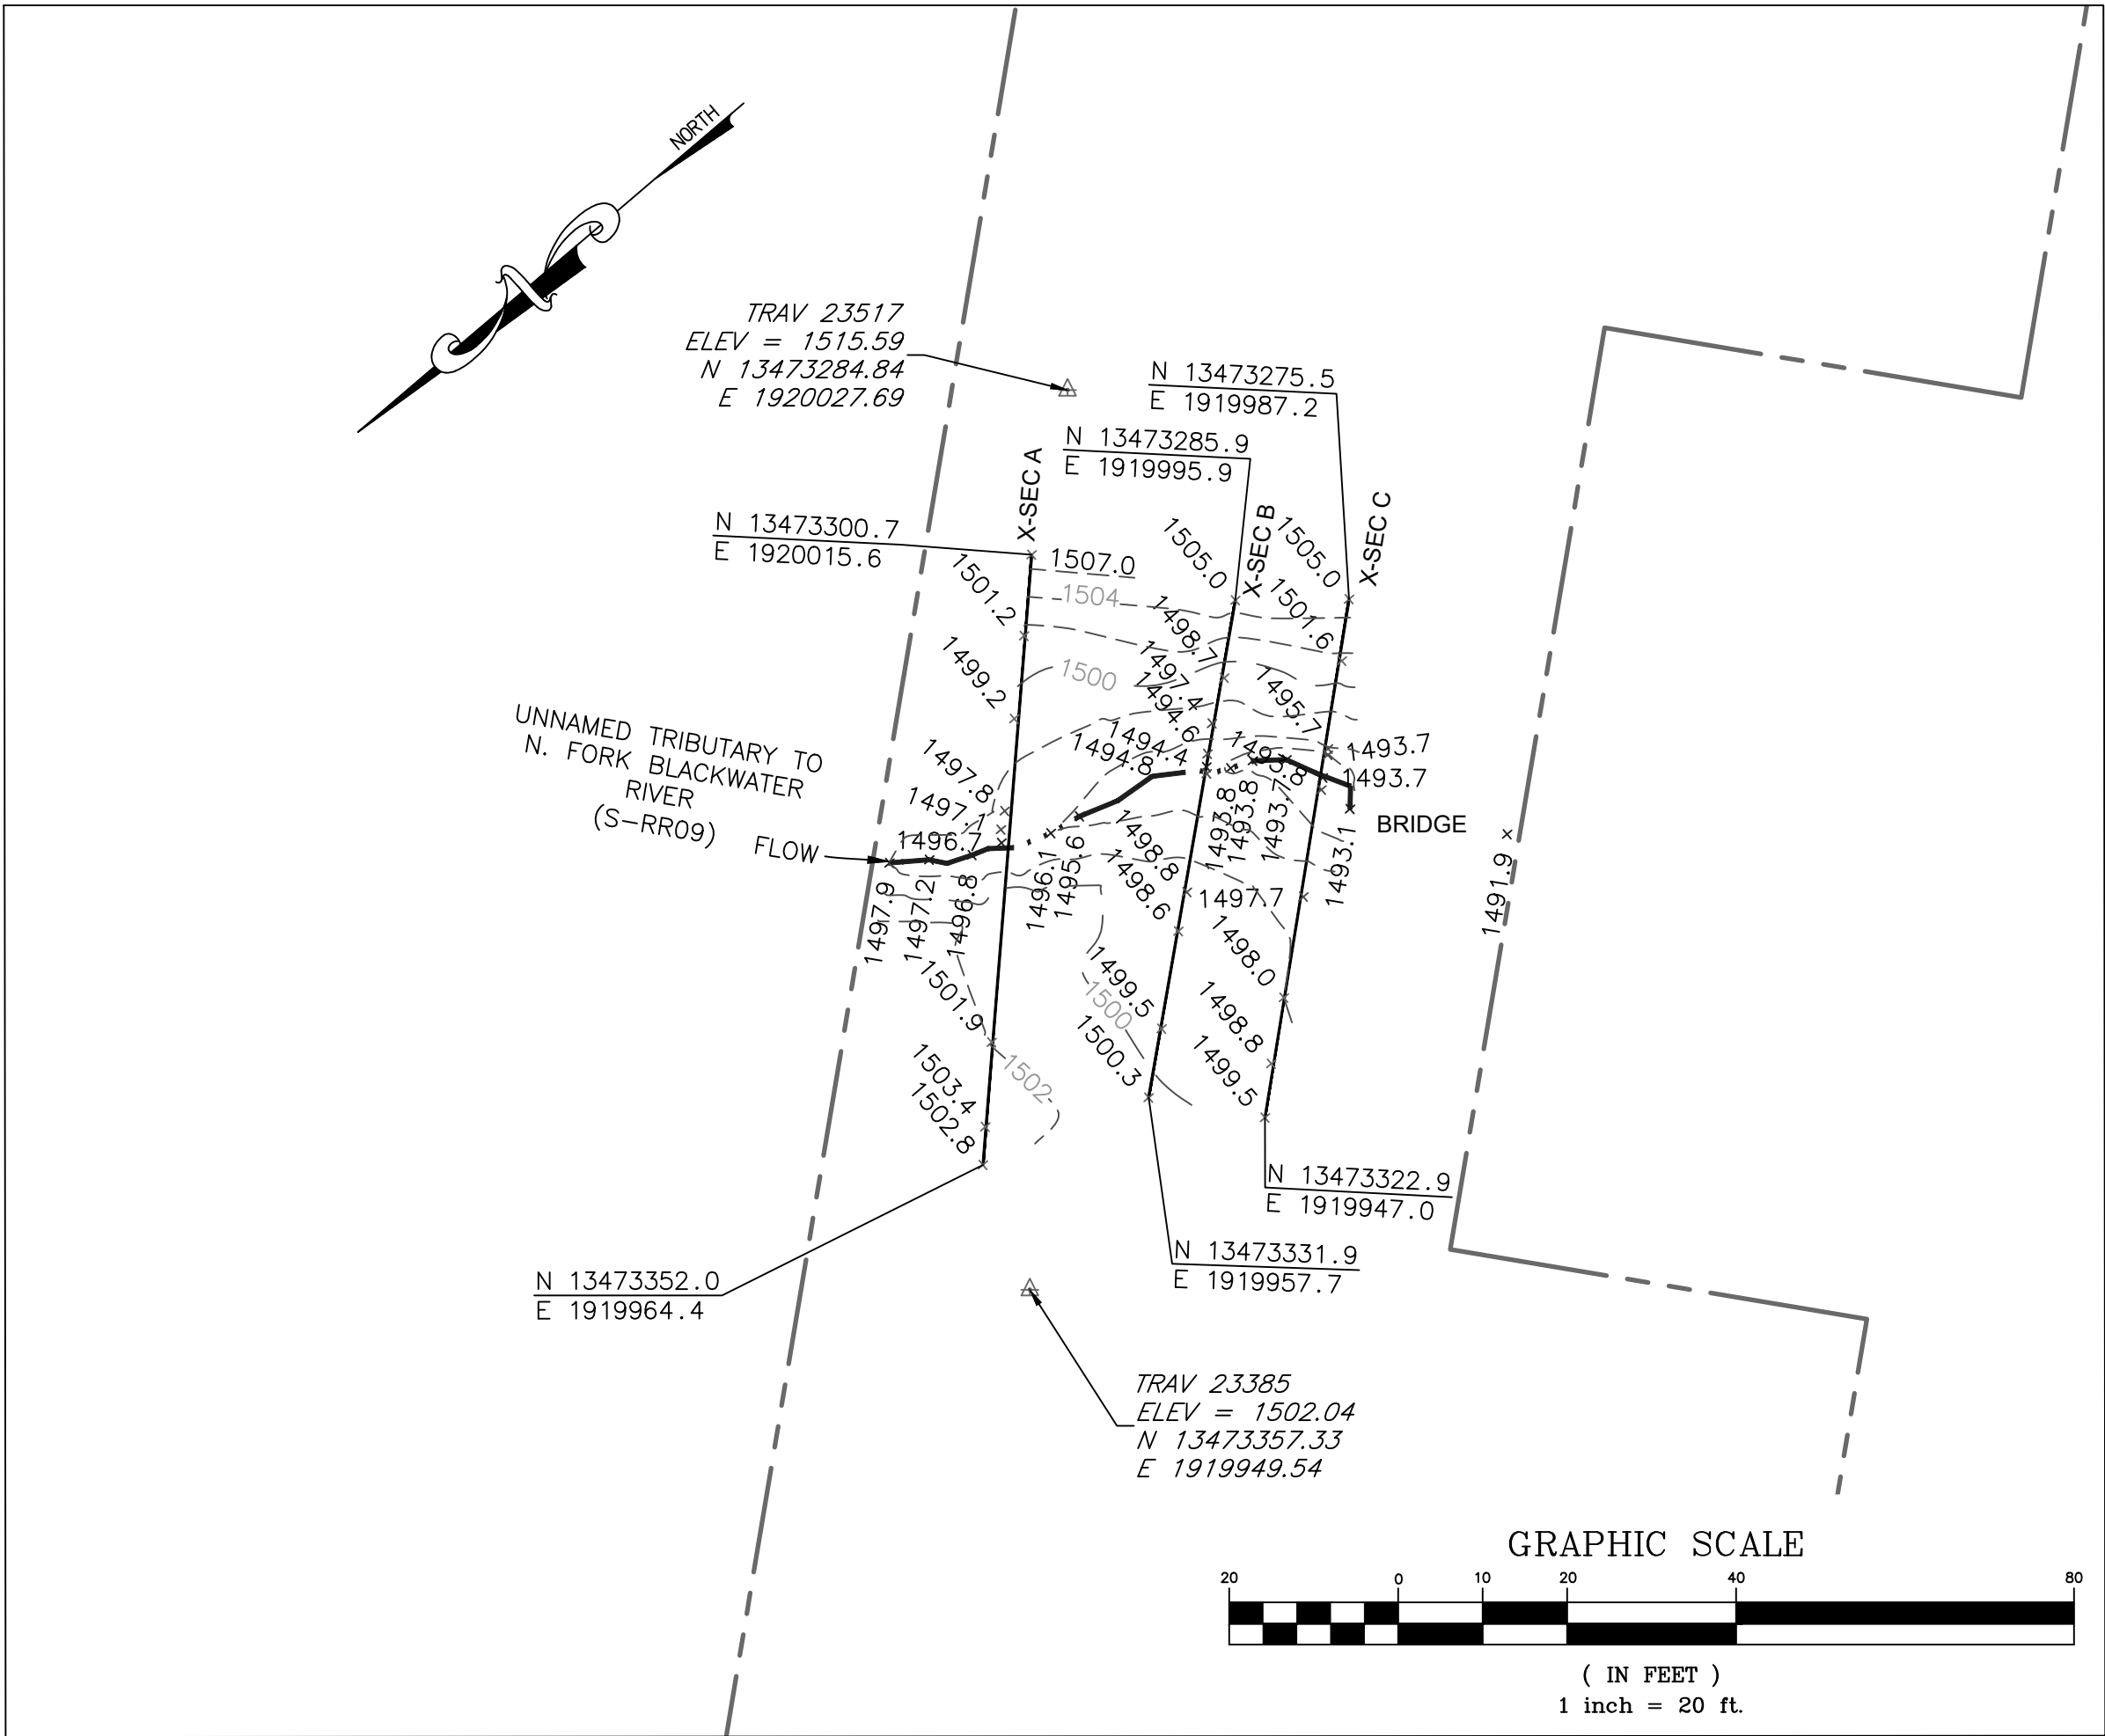 NORTH
TRAV 23517
ELEV = 1515.59
N 13473284.84
E 1920027.69
N 13473275.5
E 1919987.2
N 13473285.9
E 1919995.9
N 13473300.7
E 1920015.6
X-SEC A
X-SEC B
X-SEC C
1507.0
1504
1501.2
1499.2
1500
1505.0
1498.7
1497.4
1494.6
1505.0
1501.6
1495.7
1494.4
1494.8
1493.7
1493.7
UNNAMED TRIBUTARY TO
N. FORK BLACKWATER
RIVER
(S-RR09)
FLOW
1497.8
1497.1
1496.7
1497.9
1497.2
1496.8
1496.1
1495.6
1498.8
1498.6
1493.8
1493.8
1493.1
BRIDGE
1491.9
1497.7
1498.0
1498.8
1499.5
1499.5
1500.3
1500
1501.9
1502
1503.4
1502.8
N 13473322.9
E 1919947.0
N 13473331.9
E 1919957.7
N 13473352.0
E 1919964.4
TRAV 23385
ELEV = 1502.04
N 13473357.33
E 1919949.54
GRAPHIC SCALE
20 0 10 20 40 80
( IN FEET )
1 inch = 20 ft.